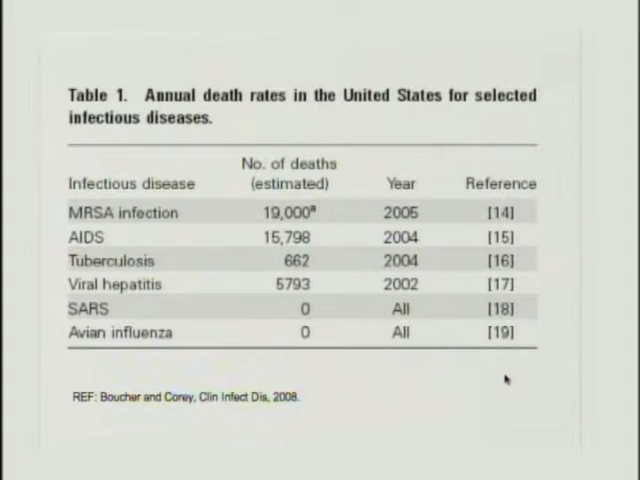 Table 1. Annual death rates in the United States for selected
infectious diseases.
No. of deaths
Infectious disease (estimated) Year Reference
MRSA infection 19,000a 2005 [14]
AIDS 15,798 2004 [15]
Tuberculosis 662 2004 [16]
Viral hepatitis 5793 2002 [17]
SARS 0 All [18]
Avian influenza 0 All [19]
REF: Boucher and Corey, Clin Infect Dis, 2008.